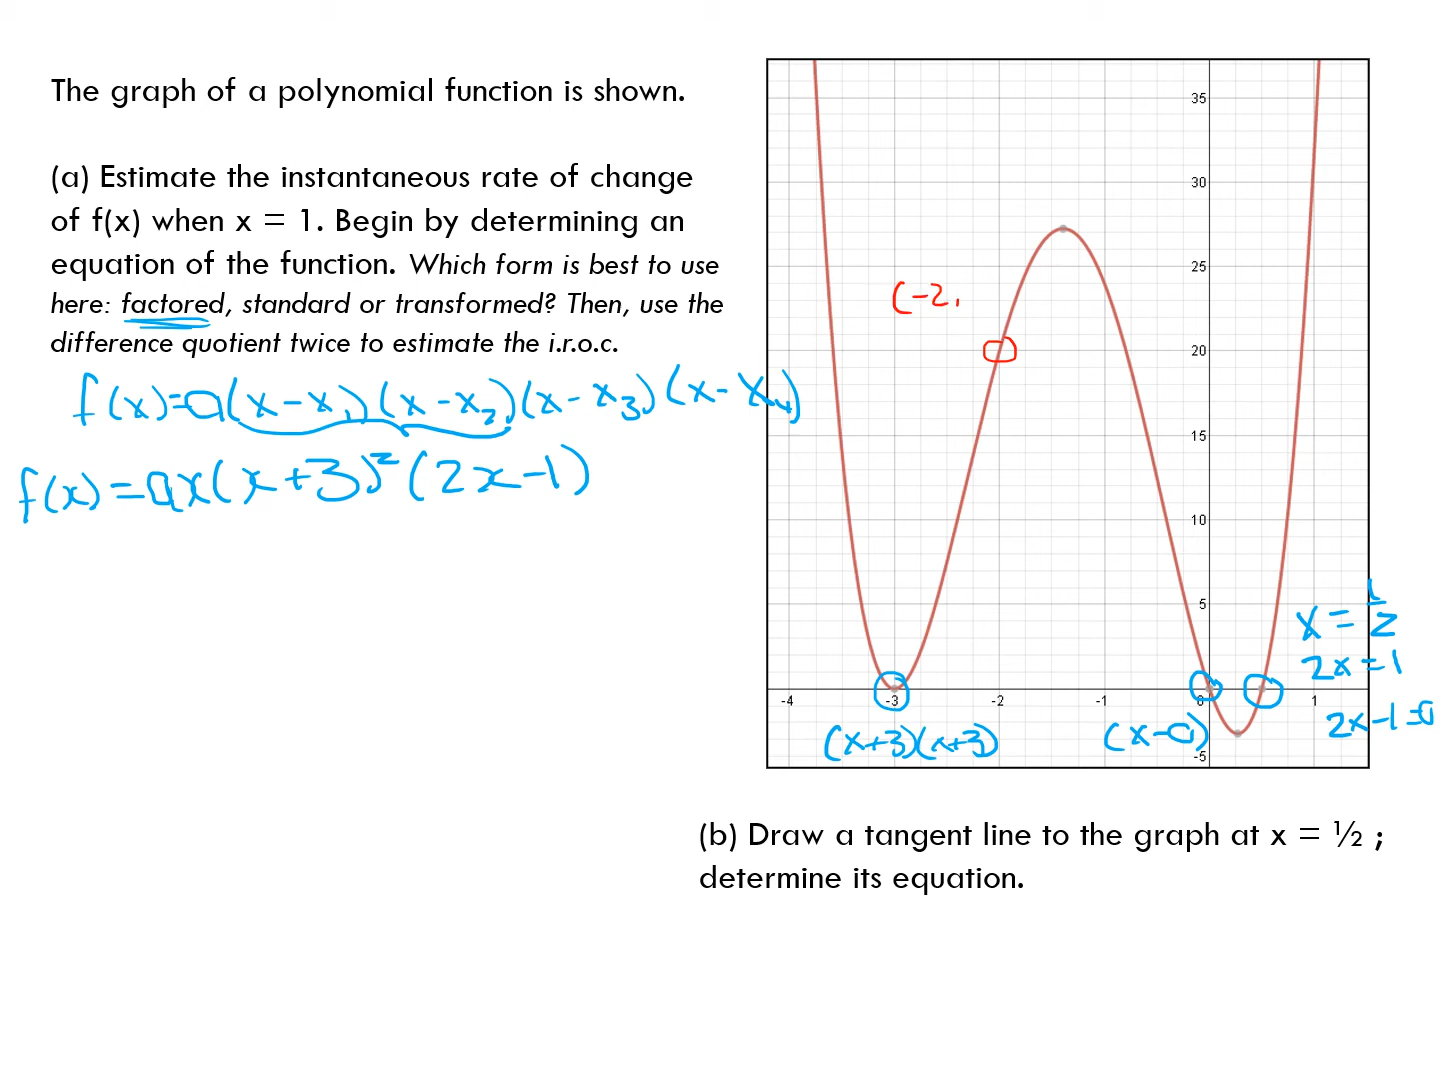 The graph of a polynomial function is shown.
(a) Estimate the instantaneous rate of change
of f(x) when x = 1. Begin by determining an
equation of the function. Which form is best to use
here: factored, standard or transformed? Then, use the
difference quotient twice to estimate the i.r.o.c.
f(x)=a(x-x₁)(x-x₂)(x-x₃)(x-x₄)
f(x)=ax(x+3)²(2x-1)
35
30
25
(-2,
20
15
10
5
x = 1/2
2x=1
-4 -3 -2 -1 0 1
2x-1=0
(x+3)(x+3) (x-0)
-5
(b) Draw a tangent line to the graph at x = ½ ;
determine its equation.